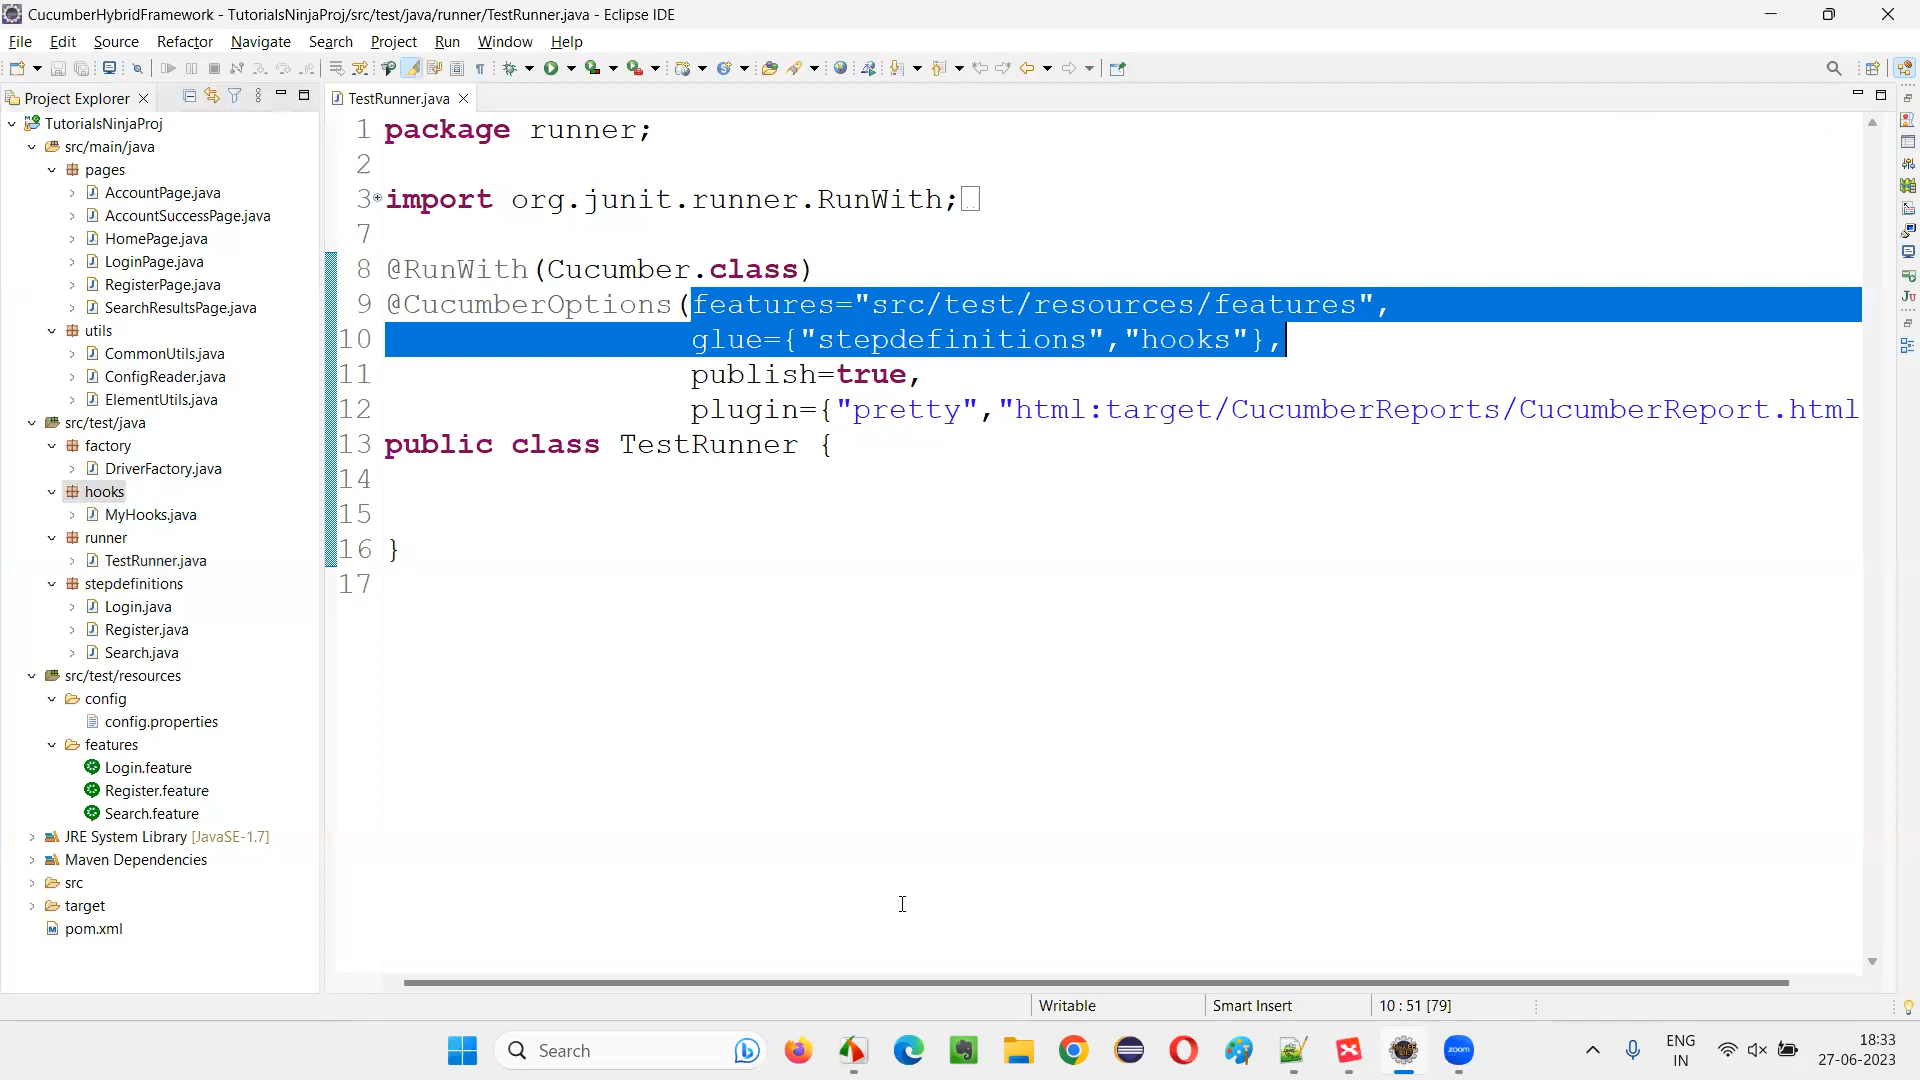 CucumberHybridFramework - TutorialsNinjaProj/src/test/java/runner/TestRunner.java - Eclipse IDE
File Edit Source Refactor Navigate Search Project Run Window Help
Project Explorer
TutorialsNinjaProj
src/main/java
pages
AccountPage.java
AccountSuccessPage.java
HomePage.java
LoginPage.java
RegisterPage.java
SearchResultsPage.java
utils
CommonUtils.java
ConfigReader.java
ElementUtils.java
src/test/java
factory
DriverFactory.java
hooks
MyHooks.java
runner
TestRunner.java
stepdefinitions
Login.java
Register.java
Search.java
src/test/resources
config
config.properties
features
Login.feature
Register.feature
Search.feature
JRE System Library [JavaSE-1.7]
Maven Dependencies
src
target
pom.xml
TestRunner.java
1 package runner;
2
3 import org.junit.runner.RunWith;
7
8 @RunWith(Cucumber.class)
9 @CucumberOptions(features="src/test/resources/features",
10 glue={"stepdefinitions","hooks"},
11 publish=true,
12 plugin={"pretty","html:target/CucumberReports/CucumberReport.html
13 public class TestRunner {
14
15
16 }
17
Writable Smart Insert 10 : 51 [79]
Search
zoom
ENG
IN
18:33
27-06-2023